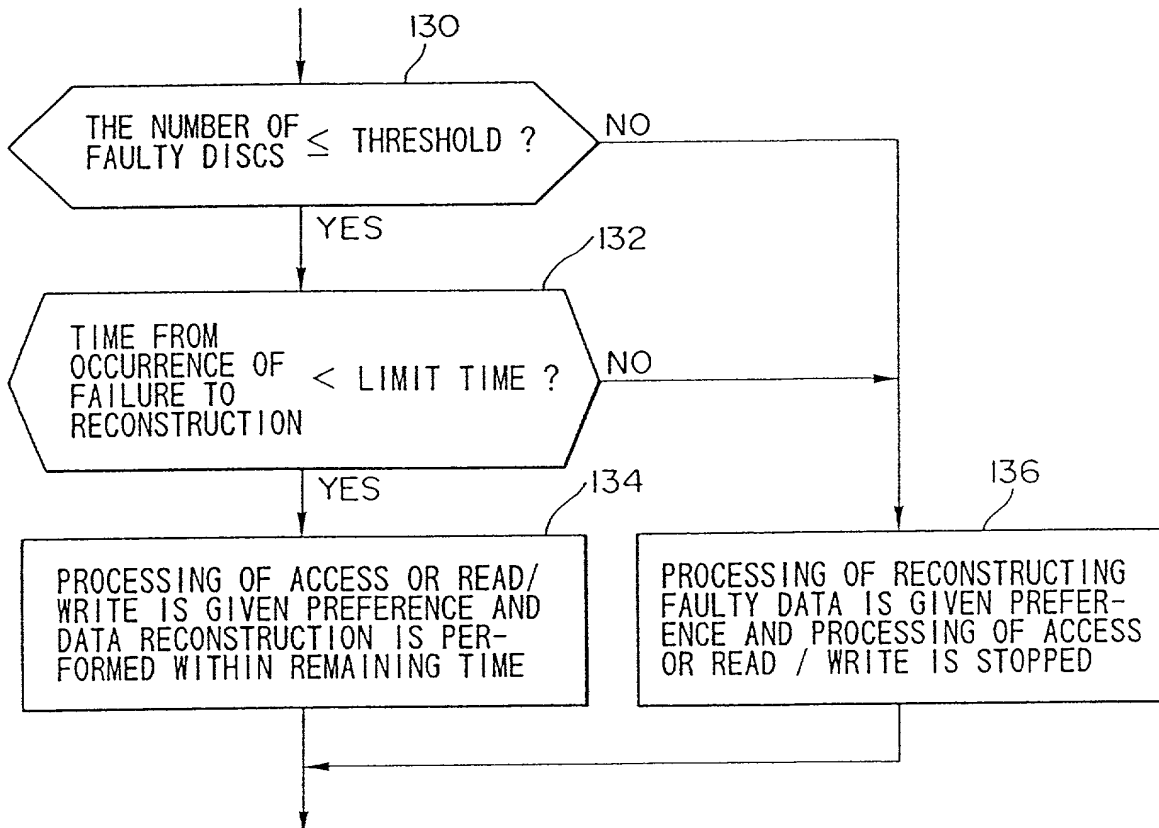 130
THE NUMBER OF
FAULTY DISCS ≤ THRESHOLD ?
NO
YES
132
TIME FROM
OCCURRENCE OF
FAILURE TO
RECONSTRUCTION
< LIMIT TIME ?
NO
YES
134
PROCESSING OF ACCESS OR READ/
WRITE IS GIVEN PREFERENCE AND
DATA RECONSTRUCTION IS PER-
FORMED WITHIN REMAINING TIME
136
PROCESSING OF RECONSTRUCTING
FAULTY DATA IS GIVEN PREFER-
ENCE AND PROCESSING OF ACCESS
OR READ / WRITE IS STOPPED